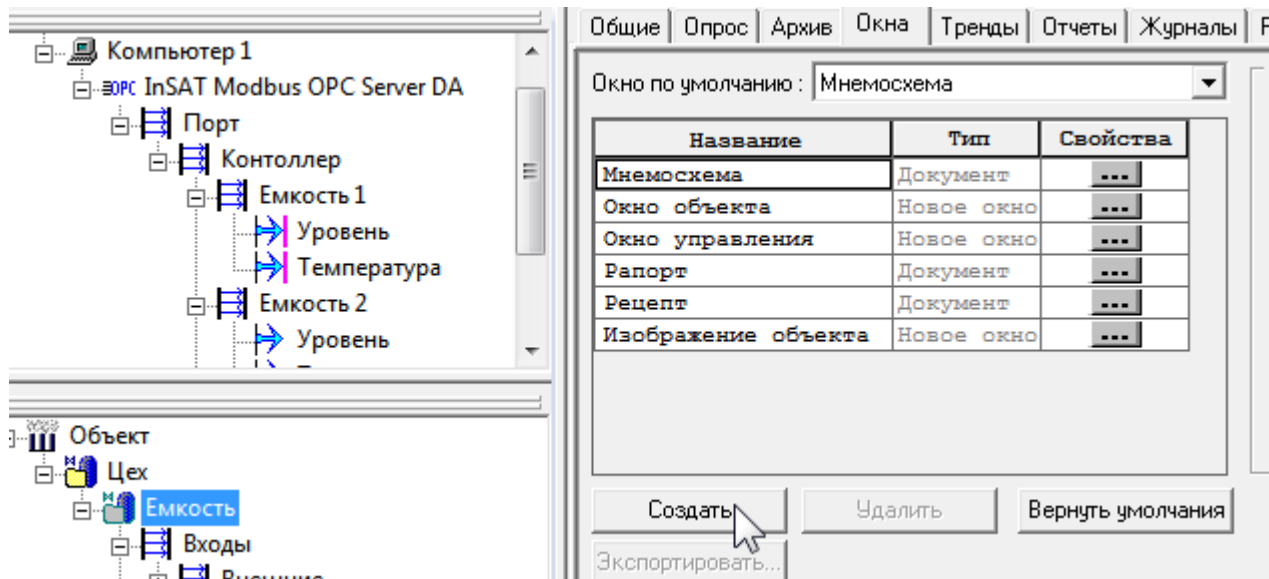 Компьютер 1
OPC InSAT Modbus OPC Server DA
Порт
Контоллер
Емкость 1
Уровень
Температура
Емкость 2
Уровень
Объект
Цех
Емкость
Входы
Внешние
Общие Опрос Архив Окна Тренды Отчеты Журналы
Окно по умолчанию : Мнемосхема
Название Тип Свойства
Мнемосхема Документ ...
Окно объекта Новое окно ...
Окно управления Новое окно ...
Рапорт Документ ...
Рецепт Документ ...
Изображение объекта Новое окно ...
Создать Удалить Вернуть умолчания
Экспортировать...